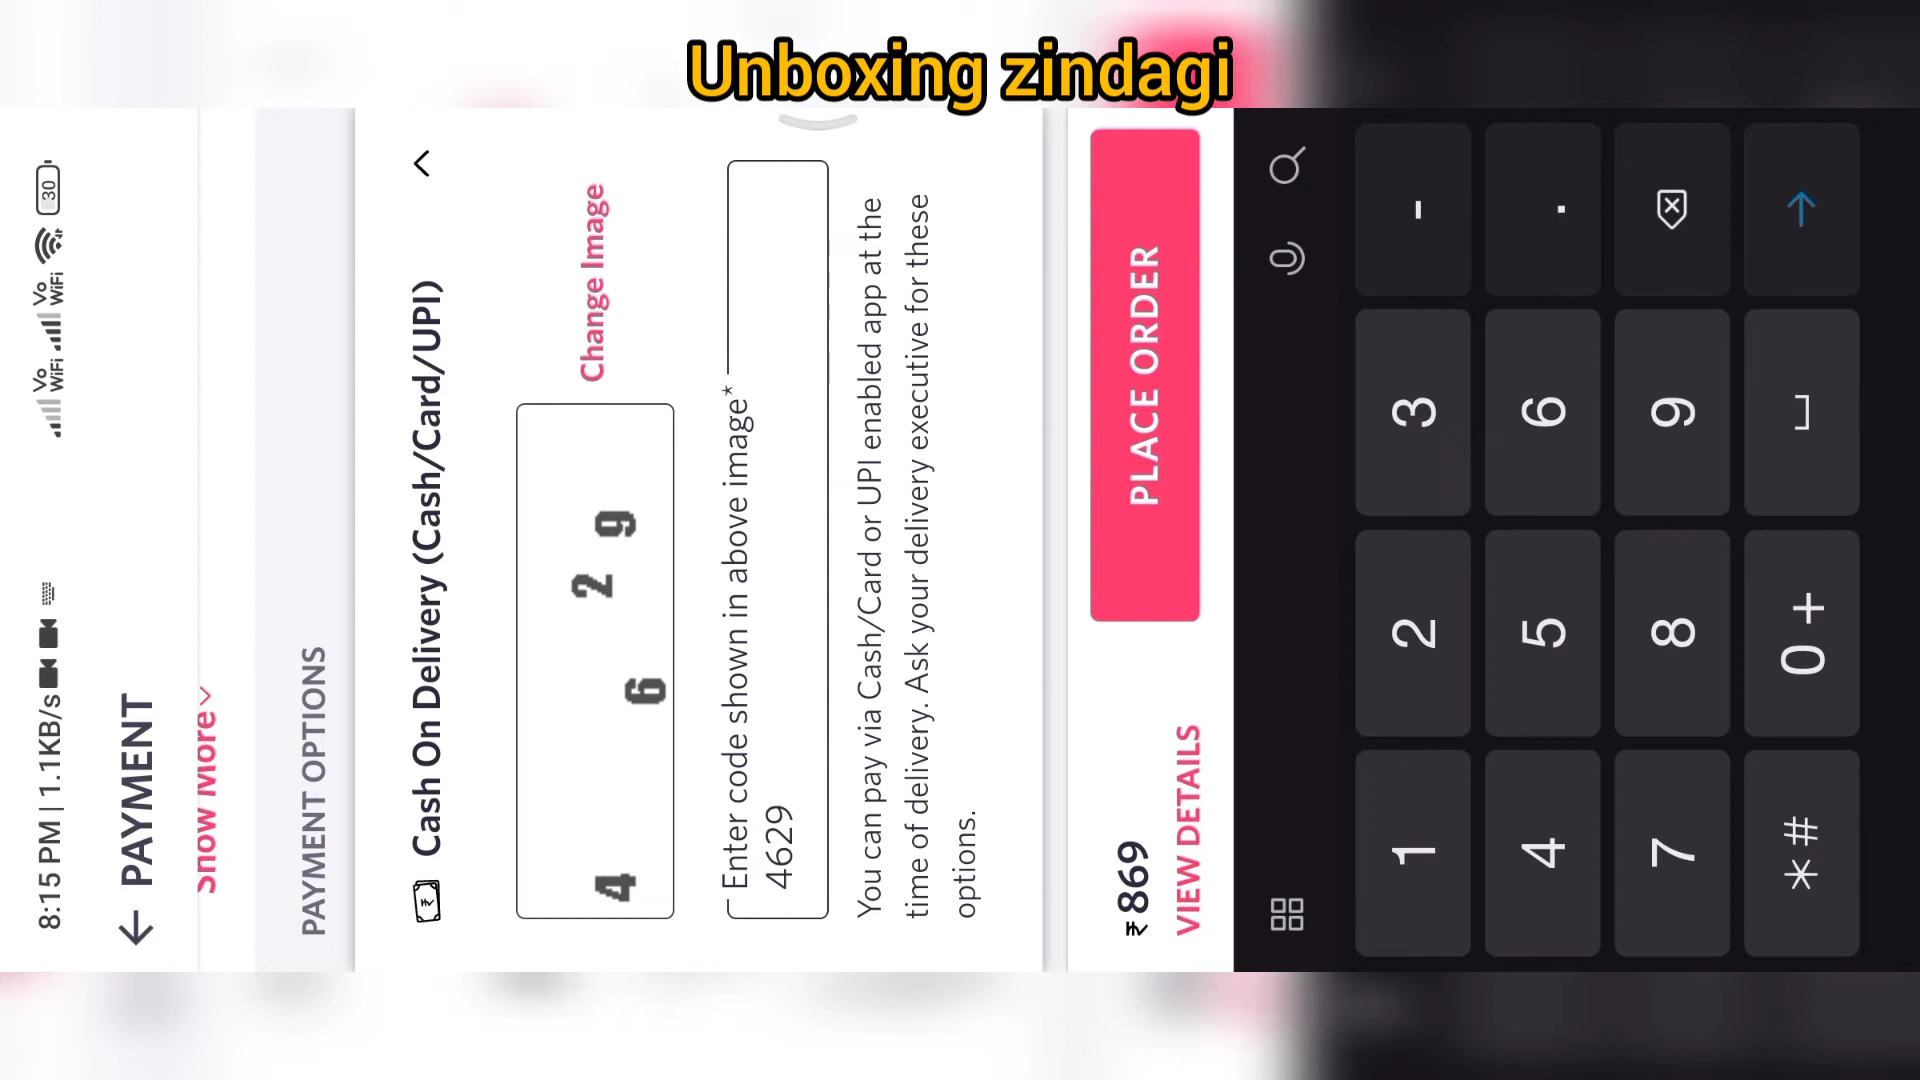 Unboxing zindagi
8:15 PM | 1.1KB/s
Vo WiFi
Vo WiFi
30
PAYMENT
Show More
PAYMENT OPTIONS
Cash On Delivery (Cash/Card/UPI)
4 6 2 9
Change Image
Enter code shown in above image*
4629
You can pay via Cash/Card or UPI enabled app at the
time of delivery. Ask your delivery executive for these
options.
₹869
VIEW DETAILS
PLACE ORDER
1 2 3 -
4 5 6 .
7 8 9
*# 0 +